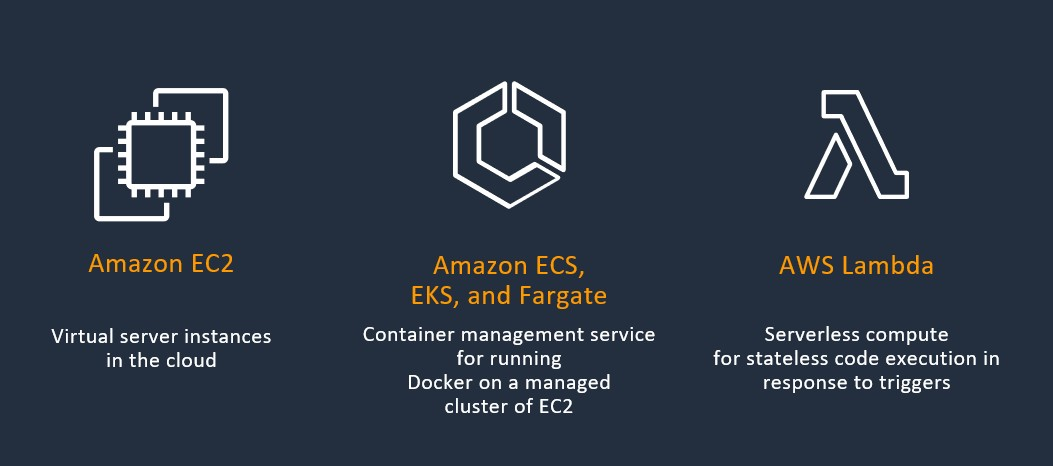 Amazon EC2
Virtual server instances
in the cloud
Amazon ECS,
EKS, and Fargate
Container management service
for running
Docker on a managed
cluster of EC2
AWS Lambda
Serverless compute
for stateless code execution in
response to triggers